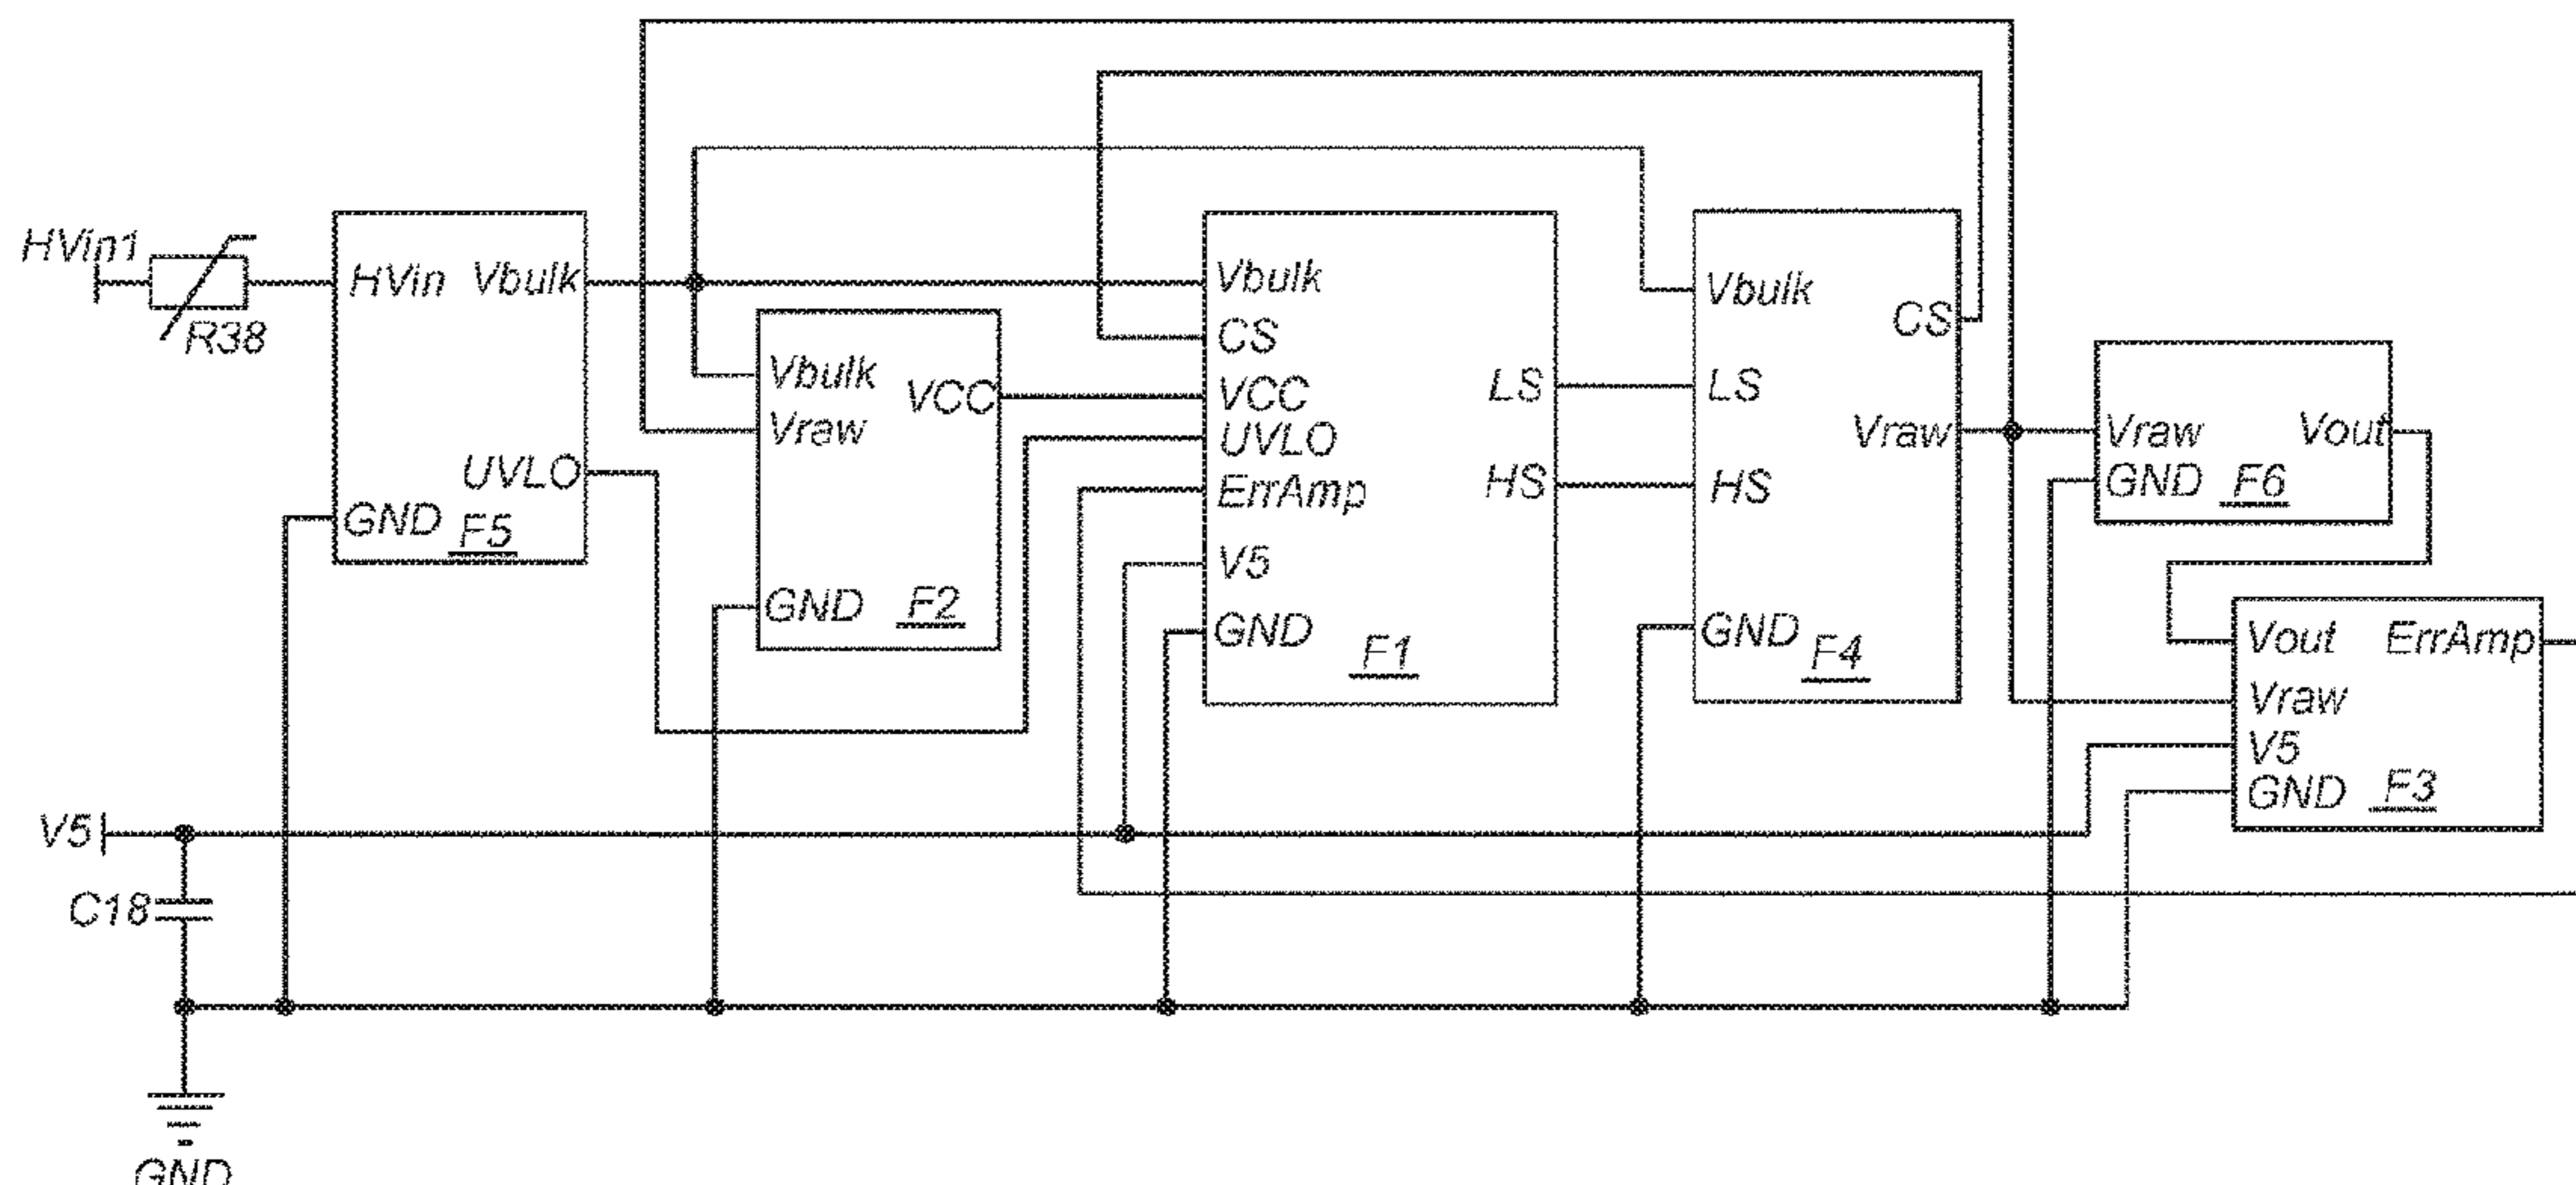 HVin1
R38
HVin Vbulk
UVLO
GND F5
Vbulk
VCC
Vraw
GND F2
Vbulk
CS
VCC
UVLO
ErrAmp
V5
GND
LS
HS
F1
Vbulk
CS
LS
Vraw
HS
GND F4
Vraw Vout
GND F6
Vout ErrAmp
Vraw
V5
GND F3
V5
C18
GND